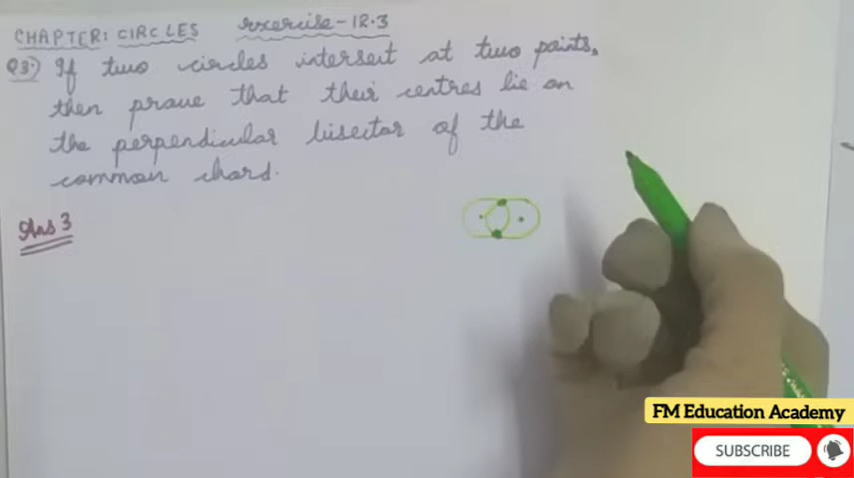 CHAPTER: CIRCLES exercise-12.3
Q3:) If two circles intersect at two points,
then prove that their centres lie on
the perpendicular bisector of the
common chord.
Ans 3
FM Education Academy
SUBSCRIBE